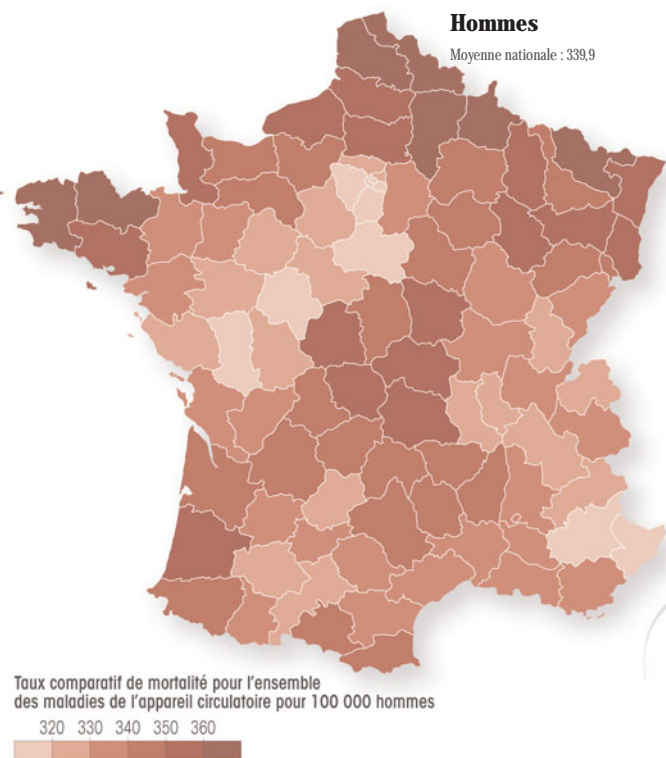 Hommes
Moyenne nationale : 339,9
Taux comparatif de mortalité pour l'ensemble
des maladies de l'appareil circulatoire pour 100 000 hommes
320 330 340 350 360